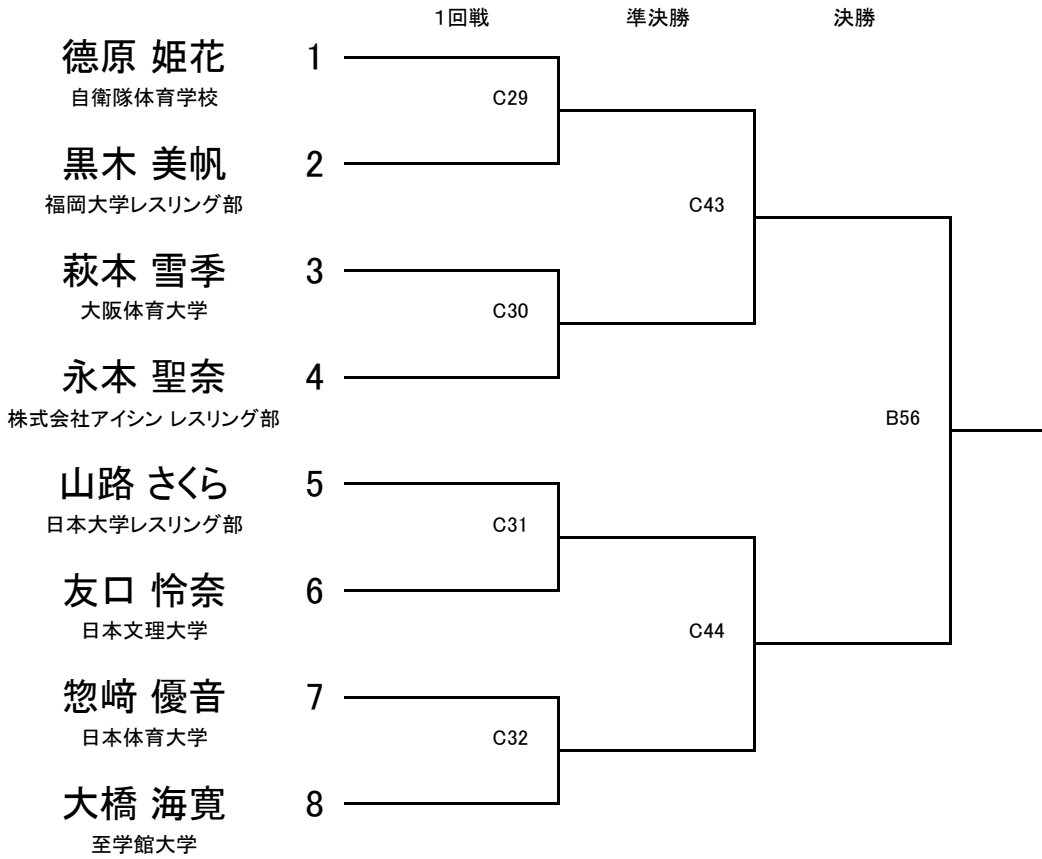 1回戦 準決勝 決勝
德原 姫花 1
自衛隊体育学校
C29
黒木 美帆 2
福岡大学レスリング部
C43
萩本 雪季 3
大阪体育大学
C30
永本 聖奈 4
株式会社アイシン レスリング部
B56
山路 さくら 5
日本大学レスリング部
C31
友口 怜奈 6
日本文理大学
C44
惣﨑 優音 7
日本体育大学
C32
大橋 海寛 8
至学館大学